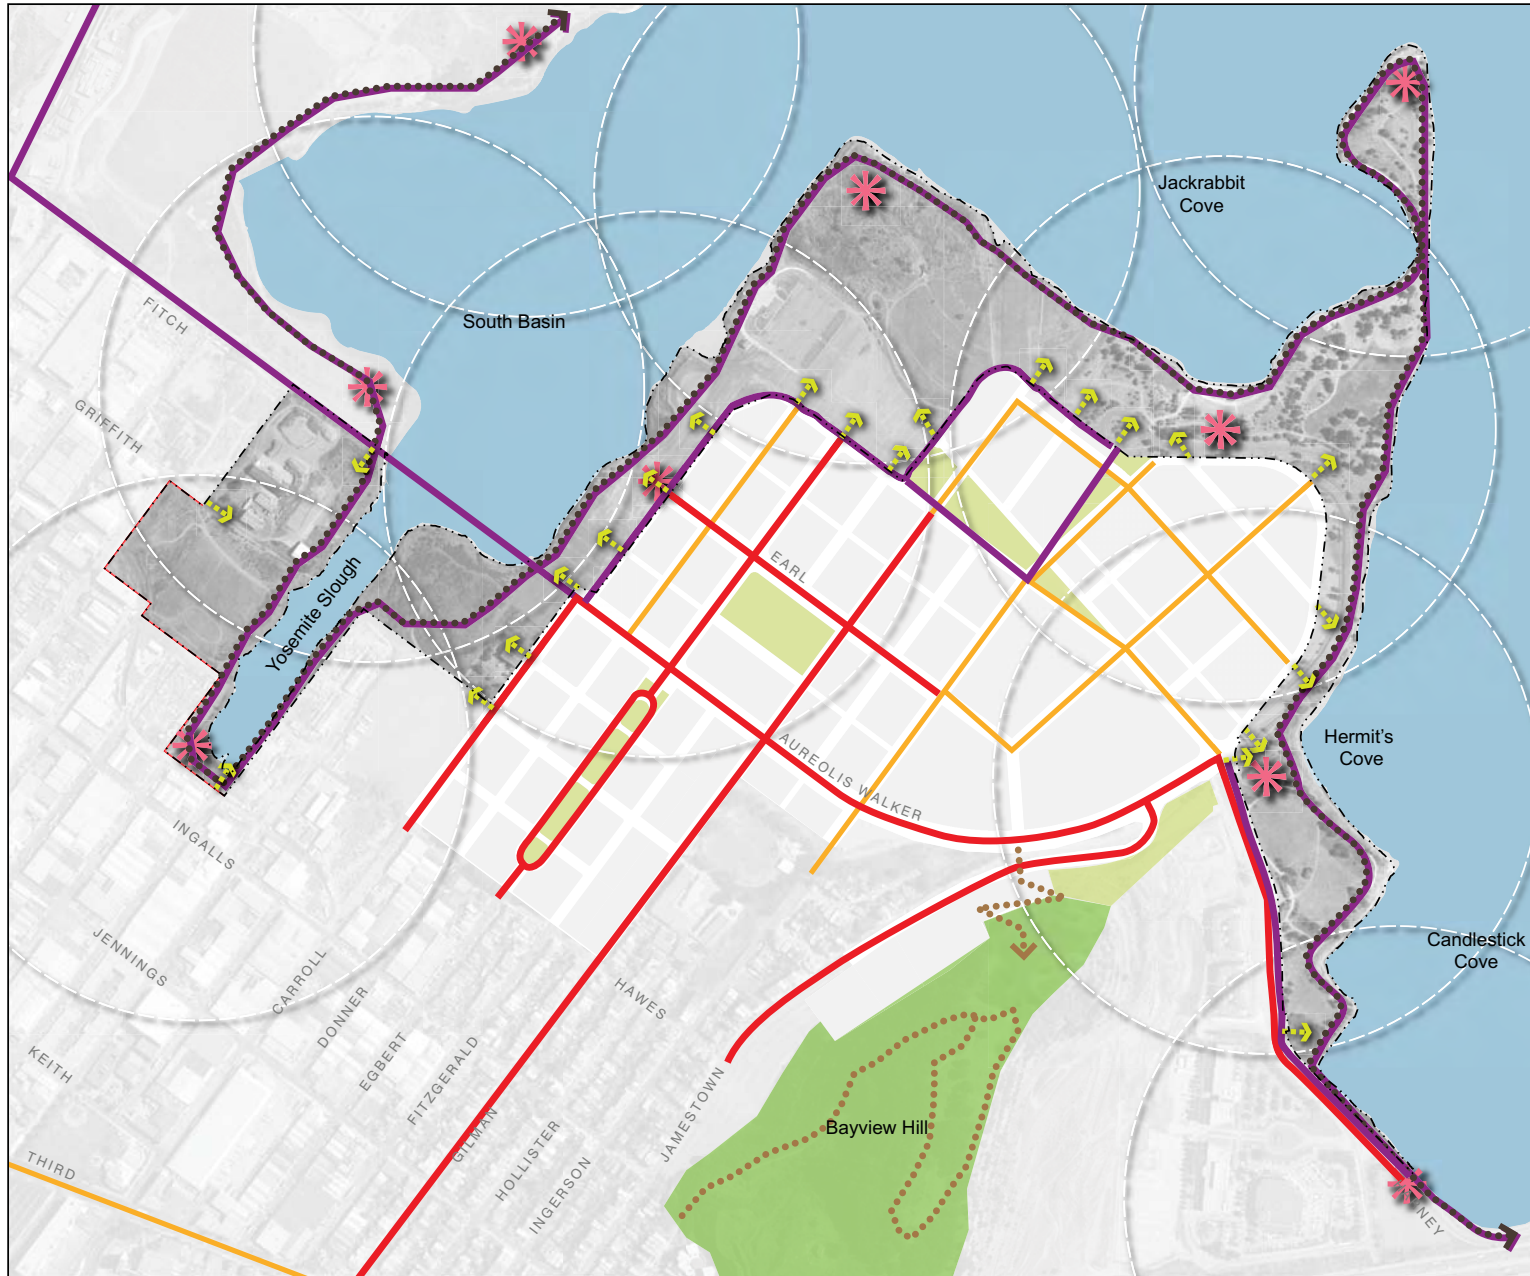 Jackrabbit
Cove
South Basin
FITCH
GRIFFITH
Yosemite Slough
EARL
AUREOLIS WALKER
Hermit's
Cove
INGALLS
JENNINGS
CARROLL
DONNER
EGBERT
FITZGERALD
GILMAN
HOLLISTER
INGERSON
HAWES
JAMESTOWN
Candlestick
Cove
KEITH
Bayview Hill
THIRD
NEY